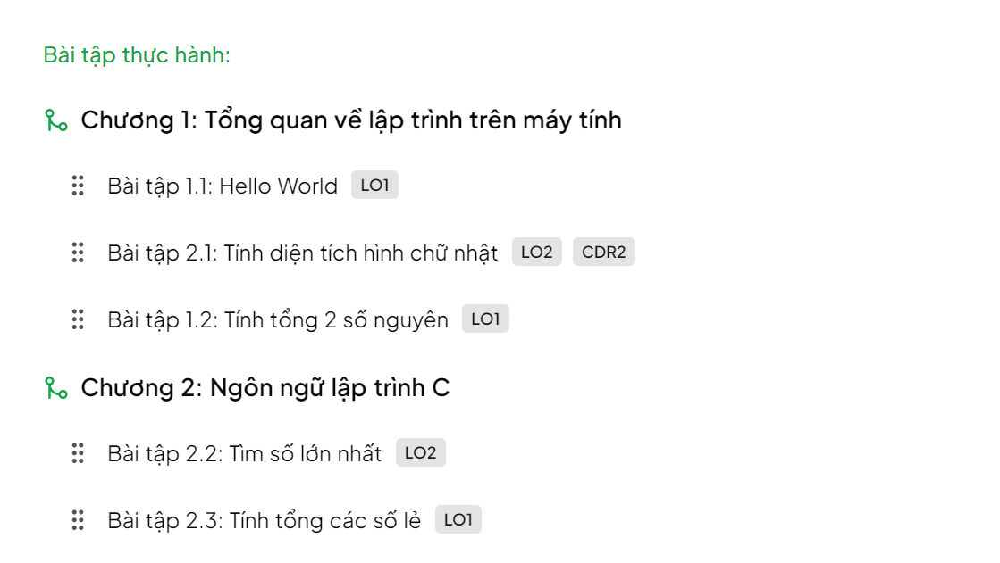 Bài tập thực hành:
Chương 1: Tổng quan về lập trình trên máy tính
Bài tập 1.1: Hello World LO1
Bài tập 2.1: Tính diện tích hình chữ nhật LO2 CDR2
Bài tập 1.2: Tính tổng 2 số nguyên LO1
Chương 2: Ngôn ngữ lập trình C
Bài tập 2.2: Tìm số lớn nhất LO2
Bài tập 2.3: Tính tổng các số lẻ LO1